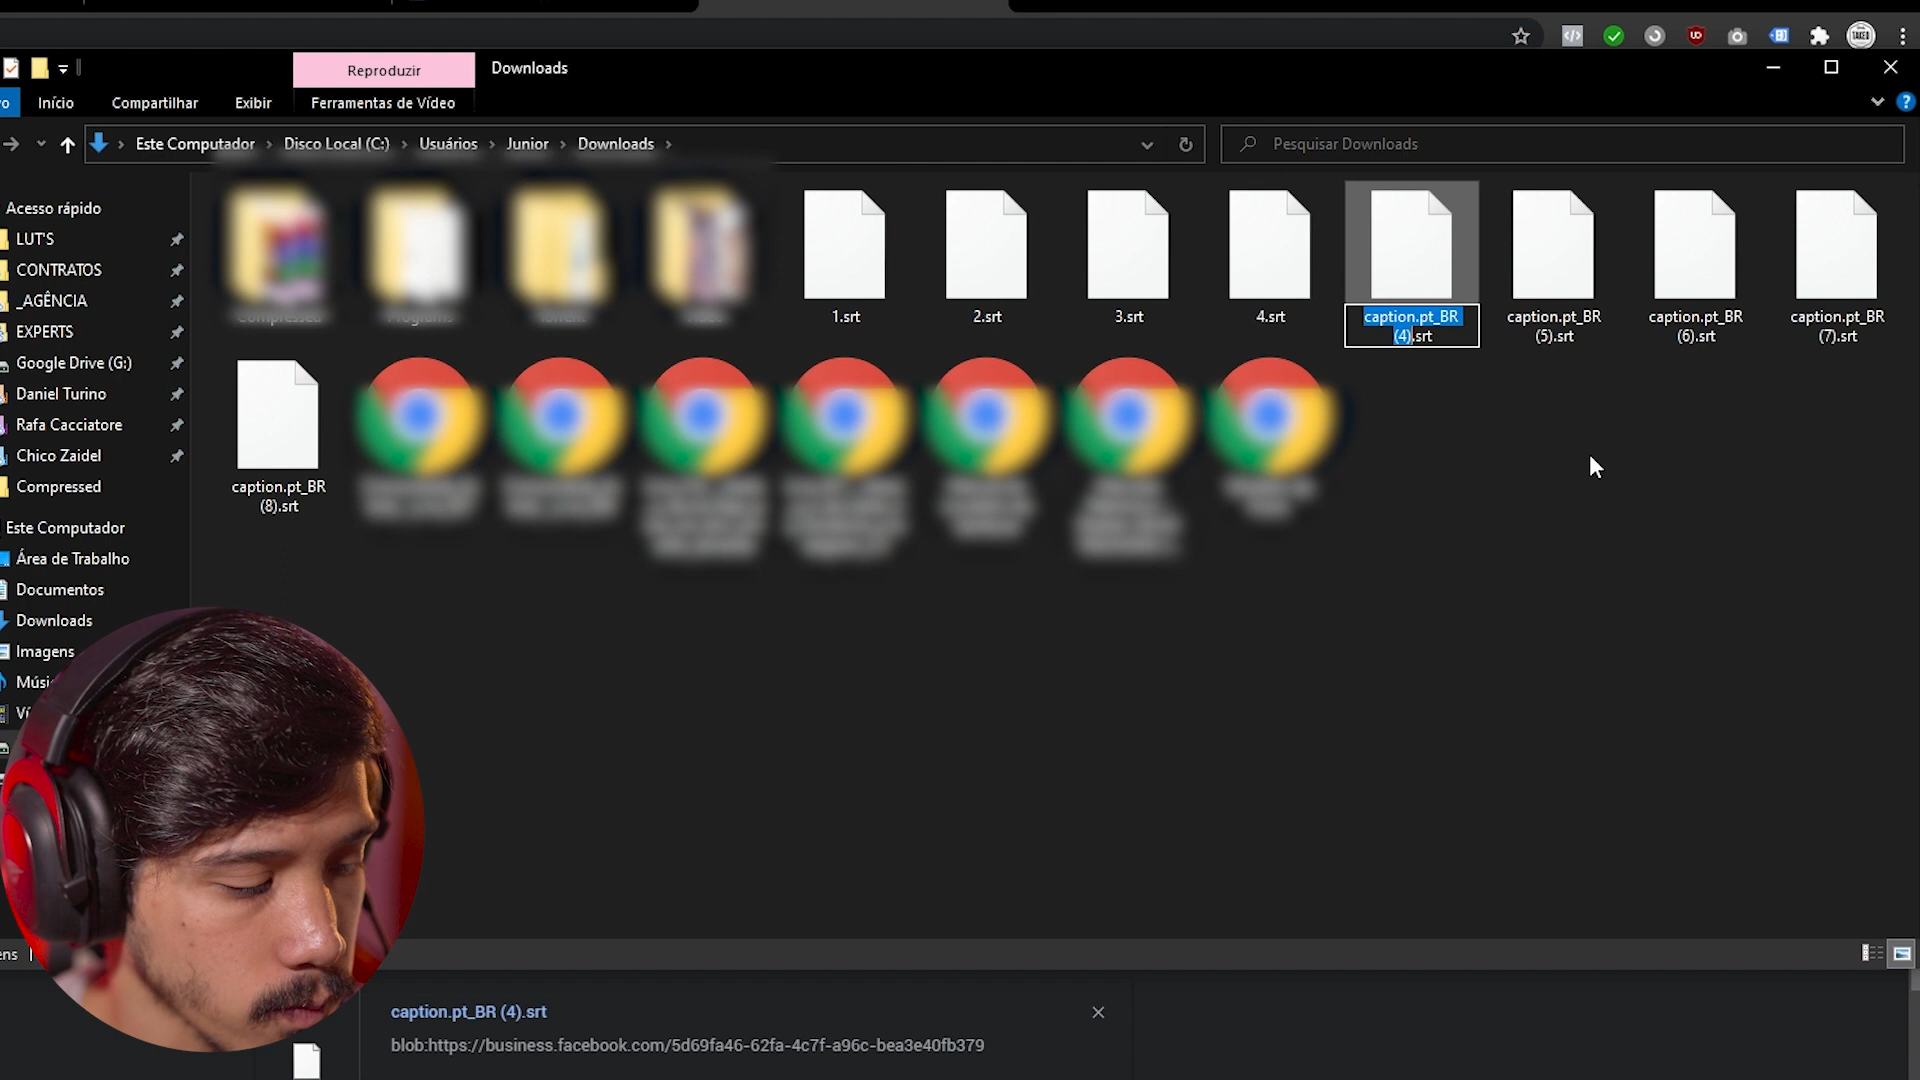 Reproduzir
Downloads
Início
Compartilhar
Exibir
Ferramentas de Vídeo
Este Computador
Disco Local (C:)
Usuários
Junior
Downloads
Pesquisar Downloads
Acesso rápido
LUT'S
CONTRATOS
_AGÊNCIA
EXPERTS
Google Drive (G:)
Daniel Turino
Rafa Cacciatore
Chico Zaidel
Compressed
Este Computador
Área de Trabalho
Documentos
Downloads
Imagens
1.srt
2.srt
3.srt
4.srt
caption.pt_BR
(4).srt
caption.pt_BR
(5).srt
caption.pt_BR
(6).srt
caption.pt_BR
(7).srt
caption.pt_BR
(8).srt
caption.pt_BR (4).srt
blob:https://business.facebook.com/5d69fa46-62fa-4c7f-a96c-bea3e40fb379